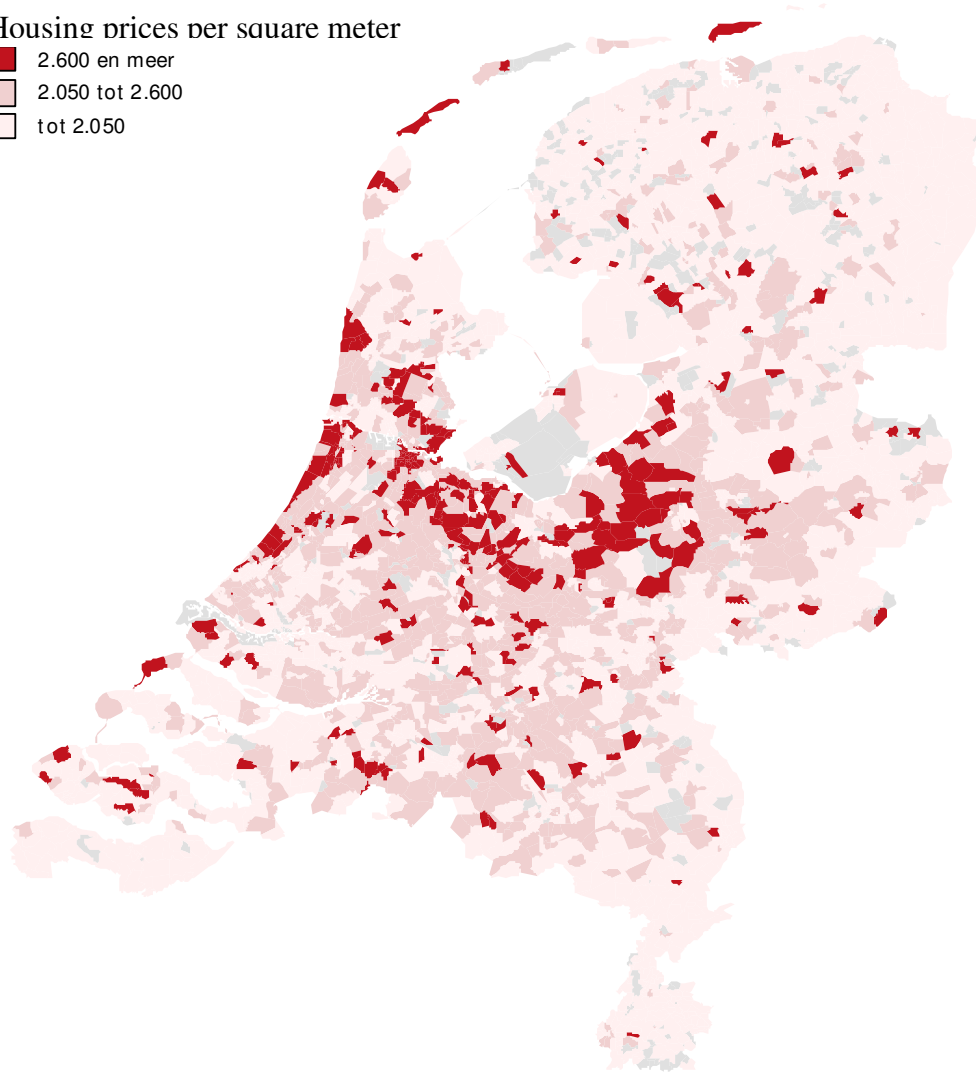 Housing prices per square meter
2.600 en meer
2.050 tot 2.600
tot 2.050